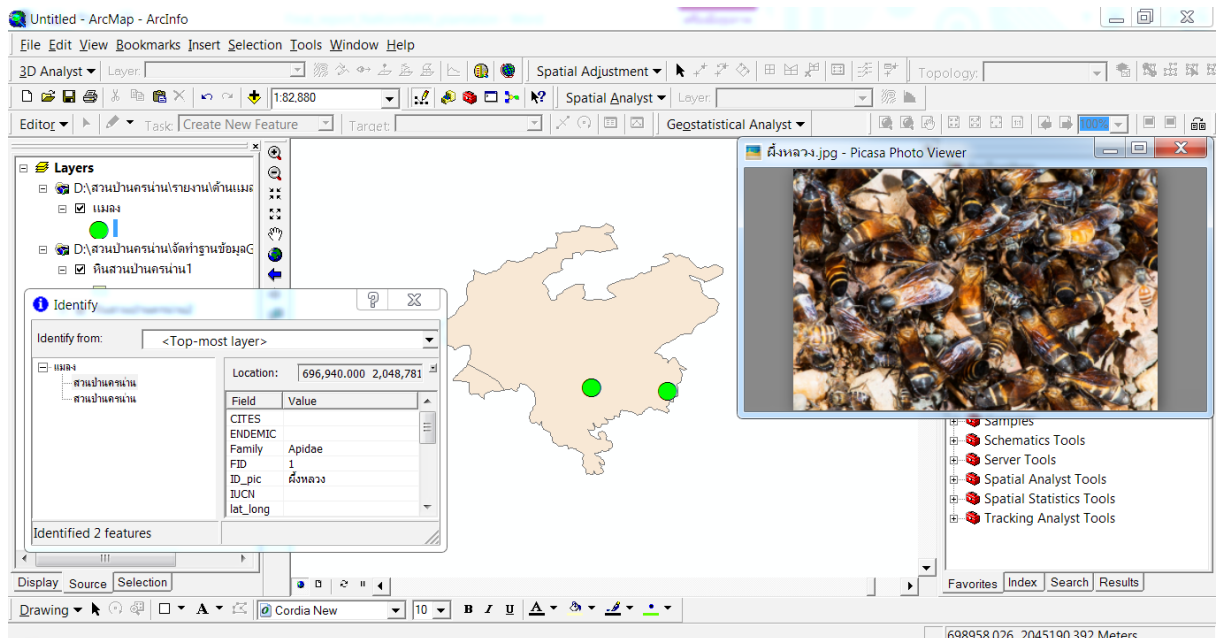 Untitled - ArcMap - ArcInfo
File Edit View Bookmarks Insert Selection Tools Window Help
3D Analyst Layer: Spatial Adjustment Topology:
1:82,880 Spatial Analyst Layer:
Editor Task: Create New Feature Target: Geostatistical Analyst 100%
Layers
D:\สวนป่านครน่าน\รายงาน\ด้านแมล
แมลง
D:\สวนป่านครน่าน\จัดทำฐานข้อมูลG
หินสวนป่านครน่าน1
ผึ้งหลวง.jpg - Picasa Photo Viewer
Identify
Identify from: <Top-most layer>
แมลง
สวนป่าแครน่าน
สวนป่าแครน่าน
Location: 696,940.000 2,048,781
Field Value
CITES
ENDEMIC
Family Apidae
FID 1
ID_pic ผึ้งหลวง
IUCN
lat_long
Identified 2 features
Samples
Schematics Tools
Server Tools
Spatial Analyst Tools
Spatial Statistics Tools
Tracking Analyst Tools
Display Source Selection
Favorites Index Search Results
Drawing A Cordia New 10 B I U A
698958.026 2045190.392 Meters